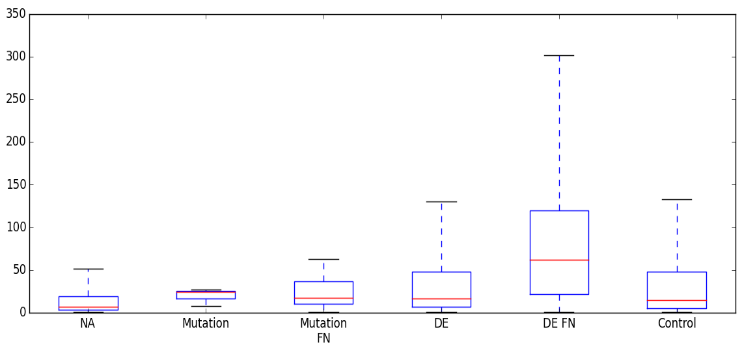 350
300
250
200
150
100
50
0
NA
Mutation
Mutation
FN
DE
DE FN
Control